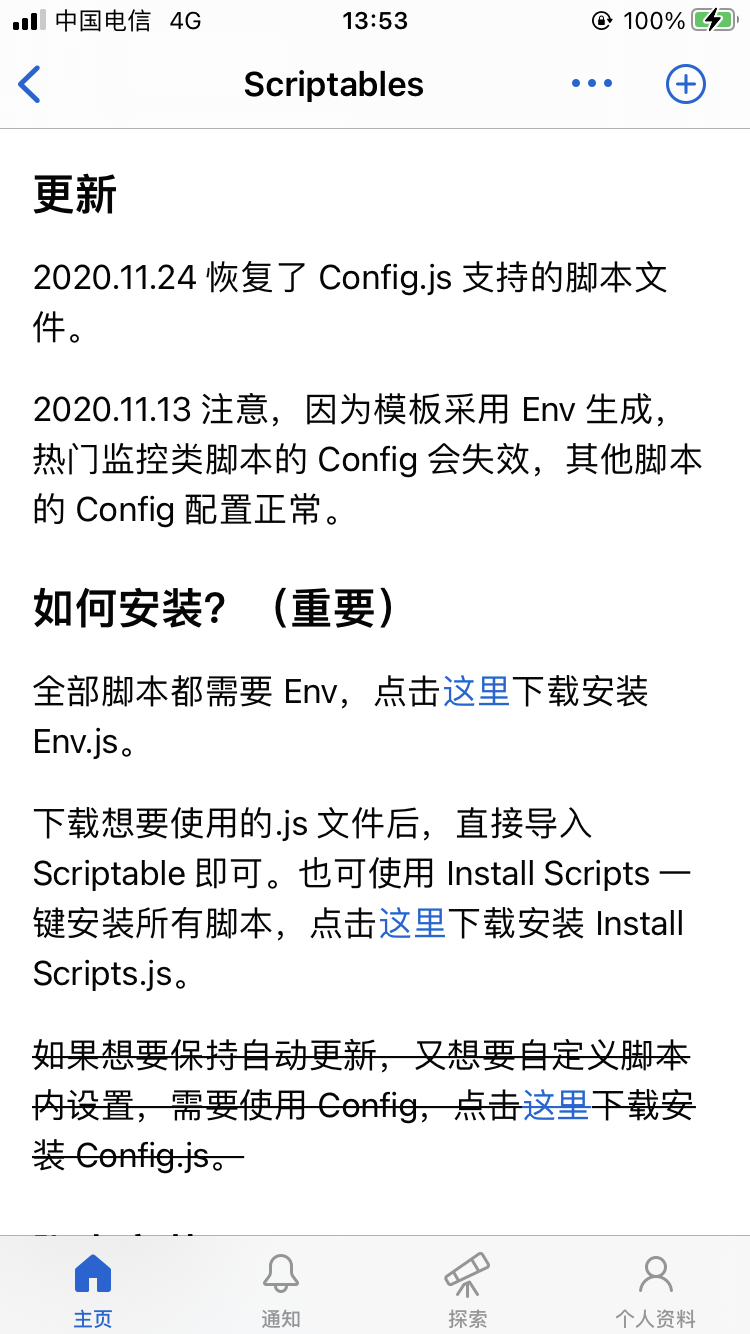 中国电信 4G 13:53 100%
Scriptables
更新
2020.11.24 恢复了 Config.js 支持的脚本文
件。
2020.11.13 注意，因为模板采用 Env 生成，
热门监控类脚本的 Config 会失效，其他脚本
的 Config 配置正常。
如何安装？（重要）
全部脚本都需要 Env，点击这里下载安装
Env.js。
下载想要使用的.js 文件后，直接导入
Scriptable 即可。也可使用 Install Scripts 一
键安装所有脚本，点击这里下载安装 Install
Scripts.js。
如果想要保持自动更新，又想要自定义脚本
内设置，需要使用 Config，点击这里下载安
装 Config.js。
主页 通知 探索 个人资料